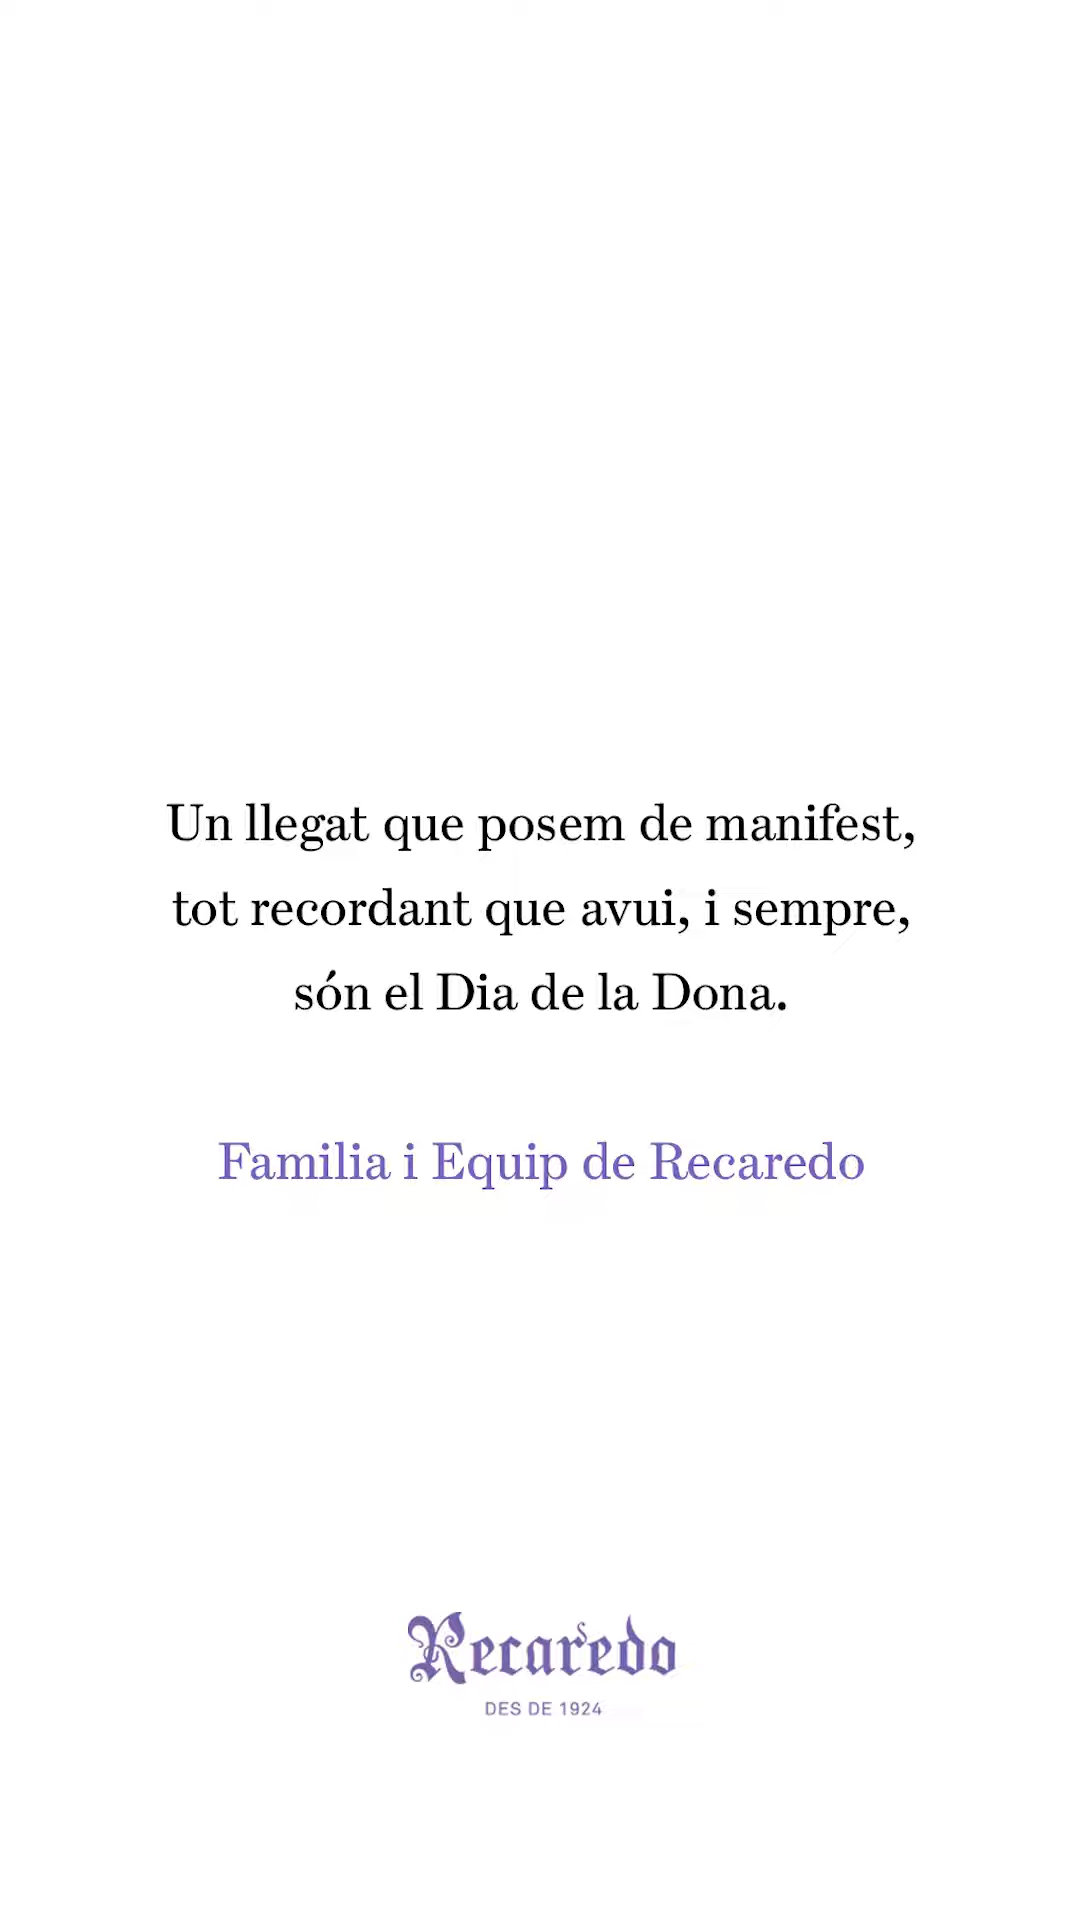 Un llegat que posem de manifest,
tot recordant que avui, i sempre,
són el Dia de la Dona.
Familia i Equip de Recaredo
Recaredo
DES DE 1924